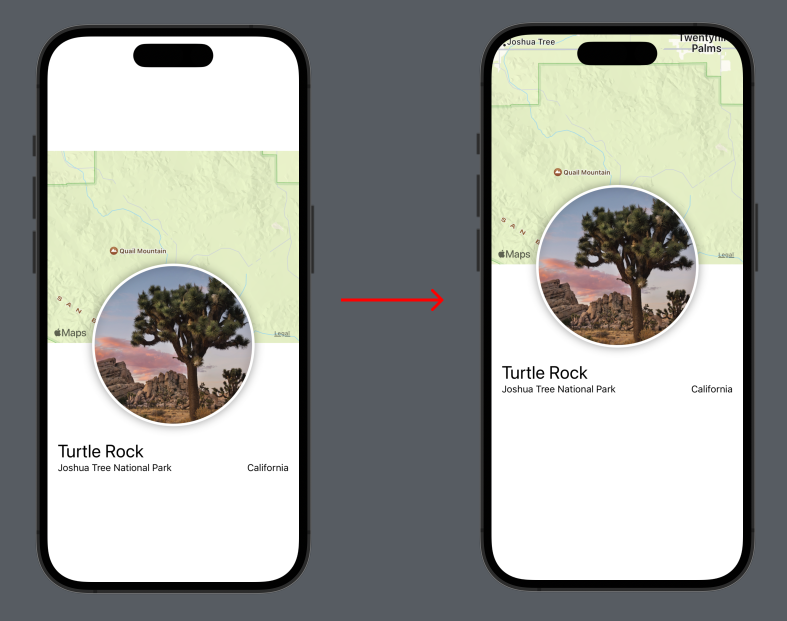 Quail Mountain
S A N B
Maps
Legal
Turtle Rock
Joshua Tree National Park
California
Joshua Tree
Palms
Quail Mountain
S A N B
Maps
Legal
Turtle Rock
Joshua Tree National Park
California